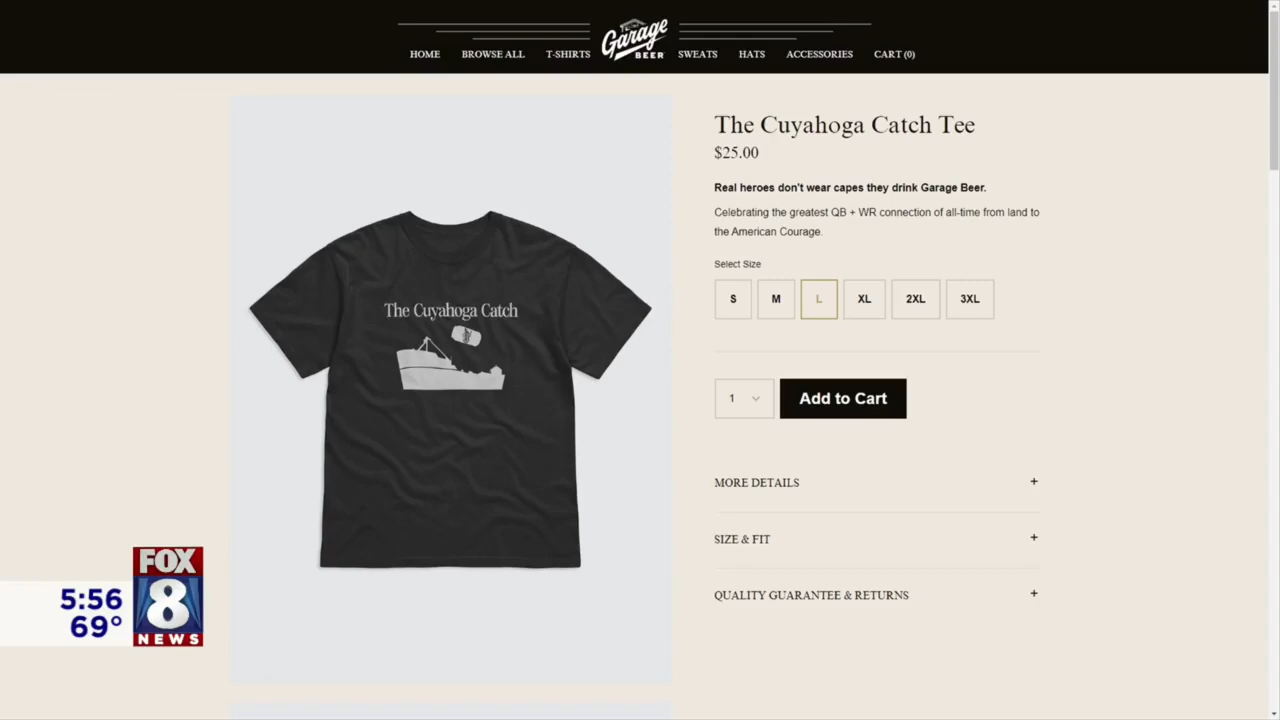 HOME
BROWSE ALL
T-SHIRTS
Garage
BEER
SWEATS
HATS
ACCESSORIES
CART (0)
The Cuyahoga Catch Tee
$25.00
Real heroes don't wear capes they drink Garage Beer.
Celebrating the greatest QB + WR connection of all-time from land to
the American Courage.
Select Size
S
M
L
XL
2XL
3XL
1
Add to Cart
MORE DETAILS
+
SIZE & FIT
+
QUALITY GUARANTEE & RETURNS
+
The Cuyahoga Catch
5:56
69°
FOX
8
NEWS